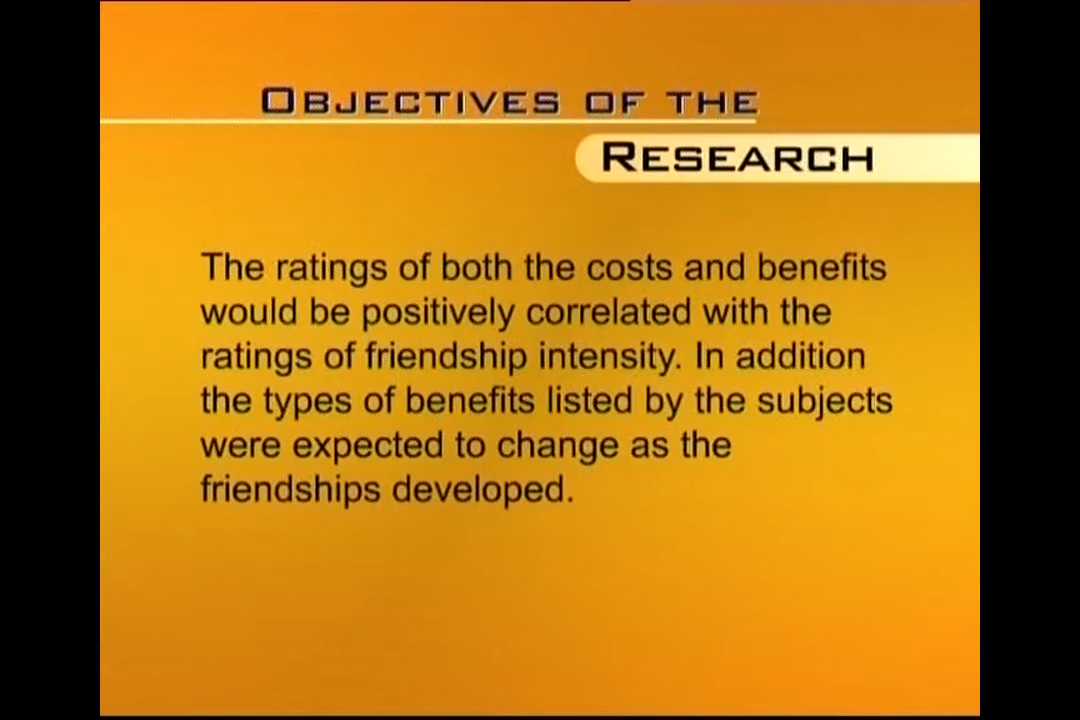 OBJECTIVES OF THE
RESEARCH
The ratings of both the costs and benefits
would be positively correlated with the
ratings of friendship intensity. In addition
the types of benefits listed by the subjects
were expected to change as the
friendships developed.